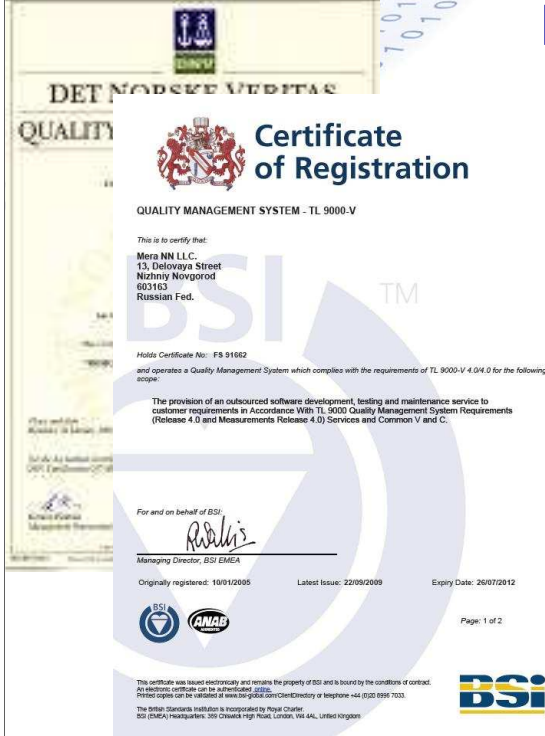 DNV
DET NORSKE VERITAS
QUALITY
Certificate
of Registration
QUALITY MANAGEMENT SYSTEM - TL 9000-V
This is to certify that:
Mera NN LLC.
13, Delovaya Street
Nizhniy Novgorod
603163
Russian Fed.
BSI
TM
Holds Certificate No: FS 91662
and operates a Quality Management System which complies with the requirements of TL 9000-V 4.0/4.0 for the following
scope:
The provision of an outsourced software development, testing and maintenance service to
customer requirements in Accordance With TL 9000 Quality Management System Requirements
(Release 4.0 and Measurements Release 4.0) Services and Common V and C.
For and on behalf of BSI:
Managing Director, BSI EMEA
Originally registered: 10/01/2005 Latest Issue: 22/09/2009 Expiry Date: 26/07/2012
BSI
ANAB
ACCREDITED
Page: 1 of 2
This certificate was issued electronically and remains the property of BSI and is bound by the conditions of contract.
An electronic certificate can be authenticated online.
Printed copies can be validated at www.bsi-global.com/ClientDirectory or telephone +44 (0)20 8996 7033.
The British Standards Institution is incorporated by Royal Charter.
BSI (EMEA) Headquarters: 389 Chiswick High Road, London, W4 4AL, United Kingdom
BSi